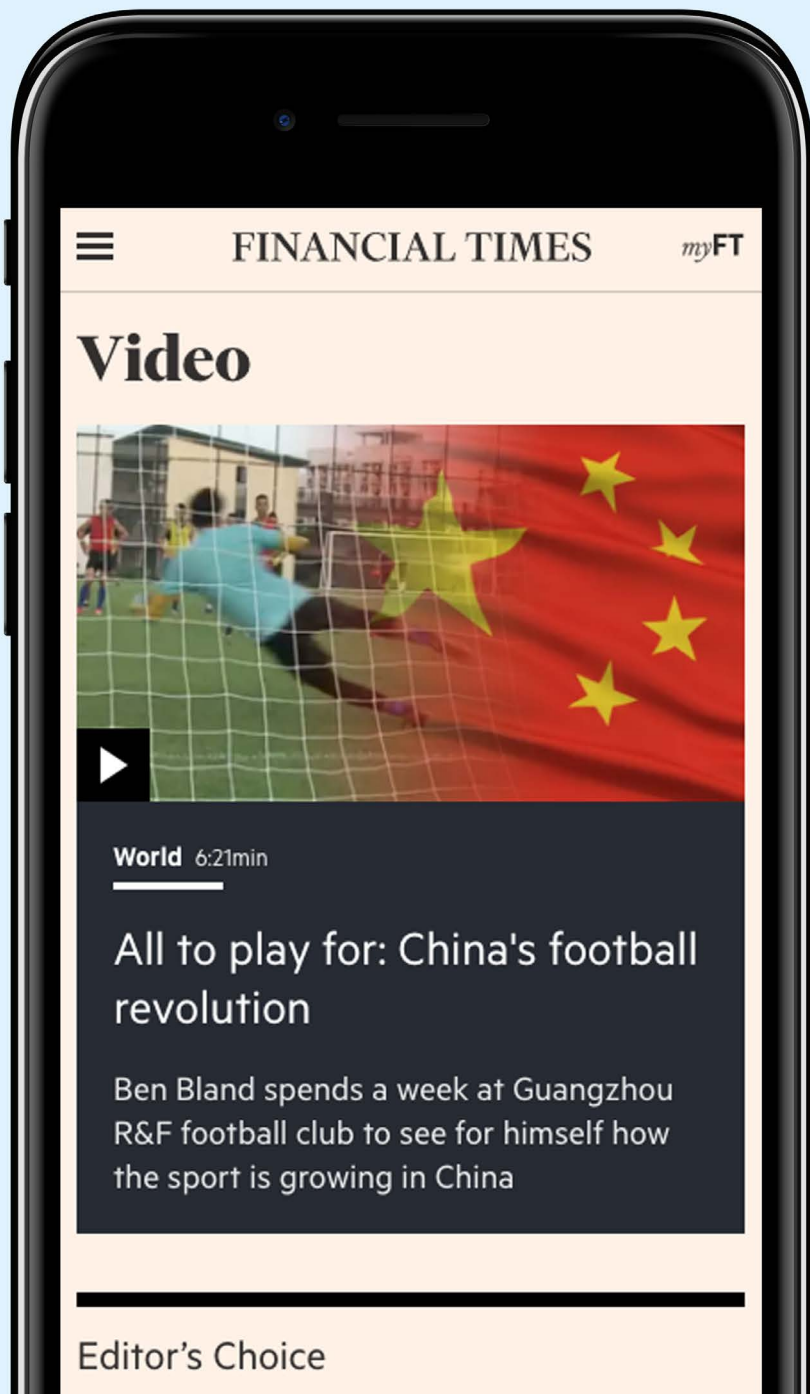 FINANCIAL TIMES
myFT
Video
World 6:21min
All to play for: China's football
revolution
Ben Bland spends a week at Guangzhou
R&F football club to see for himself how
the sport is growing in China
Editor’s Choice